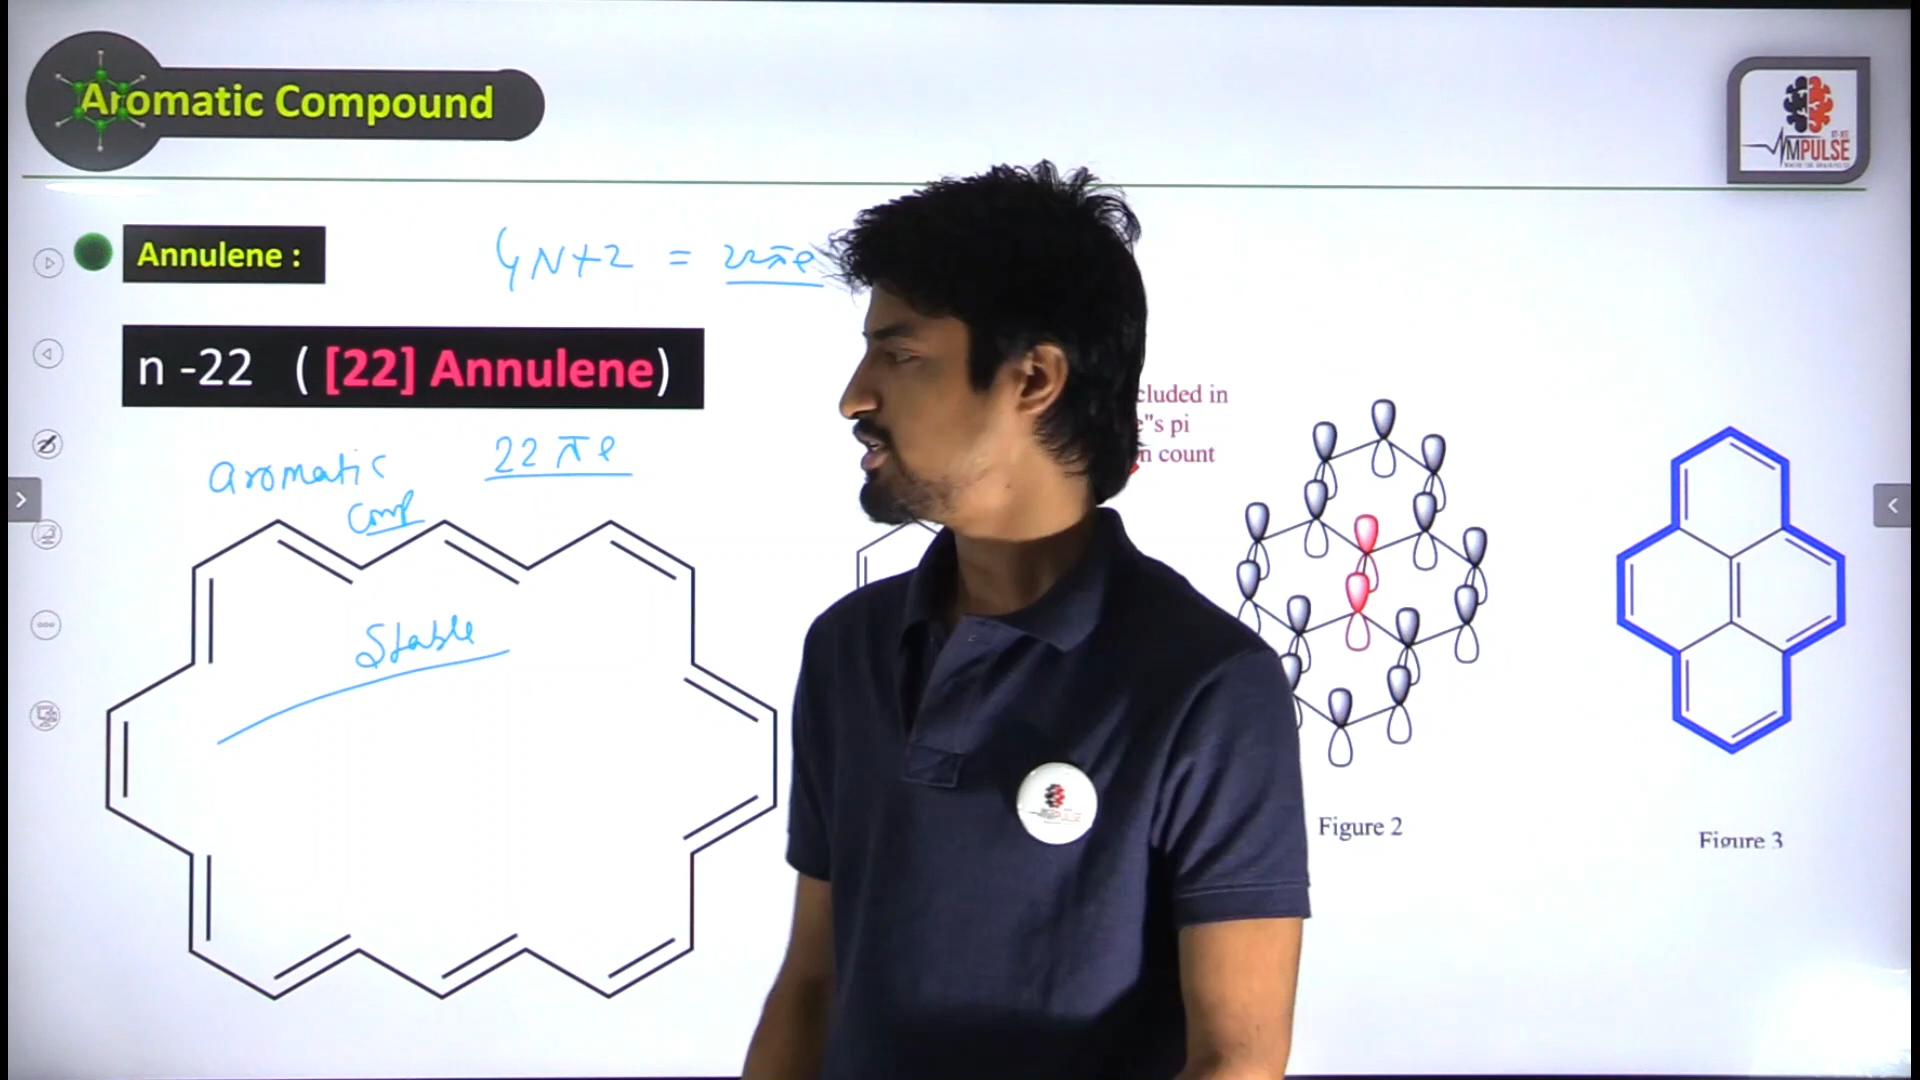 Aromatic Compound
MPULSE
Annulene :
4N+2 = 22πe
n -22 ( [22] Annulene)
cluded in
e"s pi
n count
aromatic
comp
22 πe
Stable
Figure 2
Figure 3